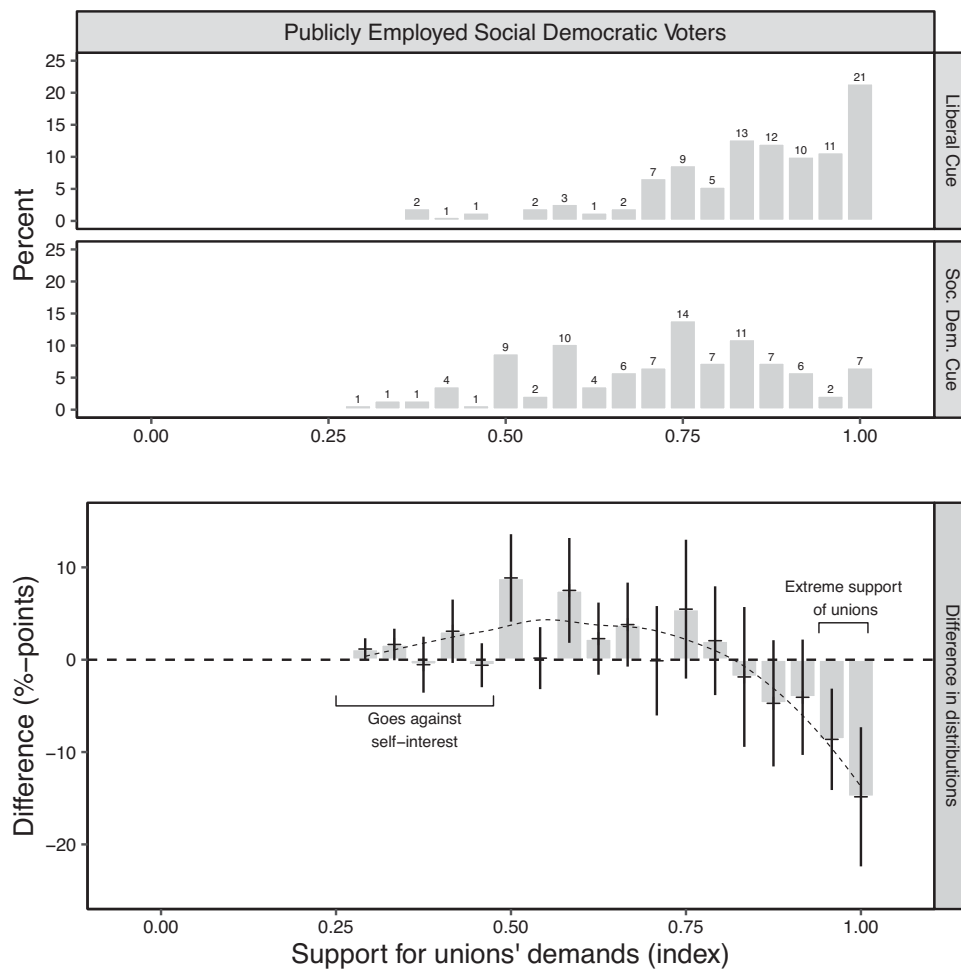 Publicly Employed Social Democratic Voters
Percent
25
20
15
10
5
0
2 1 1 2 3 1 2 7 9 5 13 12 10 11 21
Liberal Cue
25
20
15
10
5
0
1 1 1 4 1 9 2 10 4 6 7 14 7 11 7 6 2 7
Soc. Dem. Cue
0.00 0.25 0.50 0.75 1.00
Difference (%−points)
10
0
−10
−20
Goes against
self−interest
Extreme support
of unions
Difference in distributions
0.00 0.25 0.50 0.75 1.00
Support for unions' demands (index)